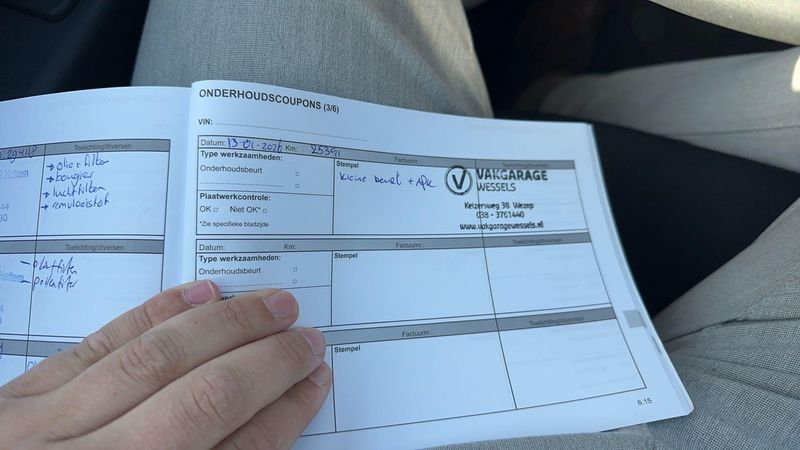 Toelichting/diversen
→ olie + filter
→ bougies
→ luchtfilter
→ remvloeistof
Toelichting/diversen
ONDERHOUDSCOUPONS (3/6)
VIN:
Datum: 13-01-2026 Km: 25391 Factuurnr.: Toelichting/diversen
Type werkzaamheden:
Onderhoudsbeurt
Plaatwerkcontrole:
OK Niet OK*
*Zie specifieke bladzijde
Stempel
kleine beurt + APK
VAKGARAGE
WESSELS
Keizersweg 38 Wezep
038 - 3761440
www.vakgaragewessels.nl
Datum: Km: Factuurnr.: Toelichting/diversen
Type werkzaamheden:
Onderhoudsbeurt
Stempel
Factuurnr.: Toelichting/diversen
Stempel
6.15